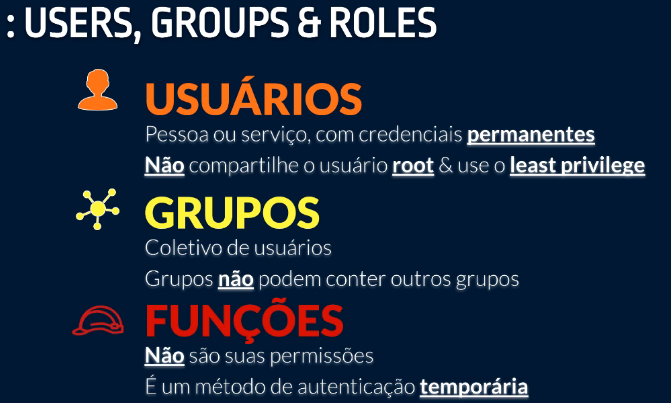 : USERS, GROUPS & ROLES
USUÁRIOS
Pessoa ou serviço, com credenciais permanentes
Não compartilhe o usuário root & use o least privilege
GRUPOS
Coletivo de usuários
Grupos não podem conter outros grupos
FUNÇÕES
Não são suas permissões
É um método de autenticação temporária